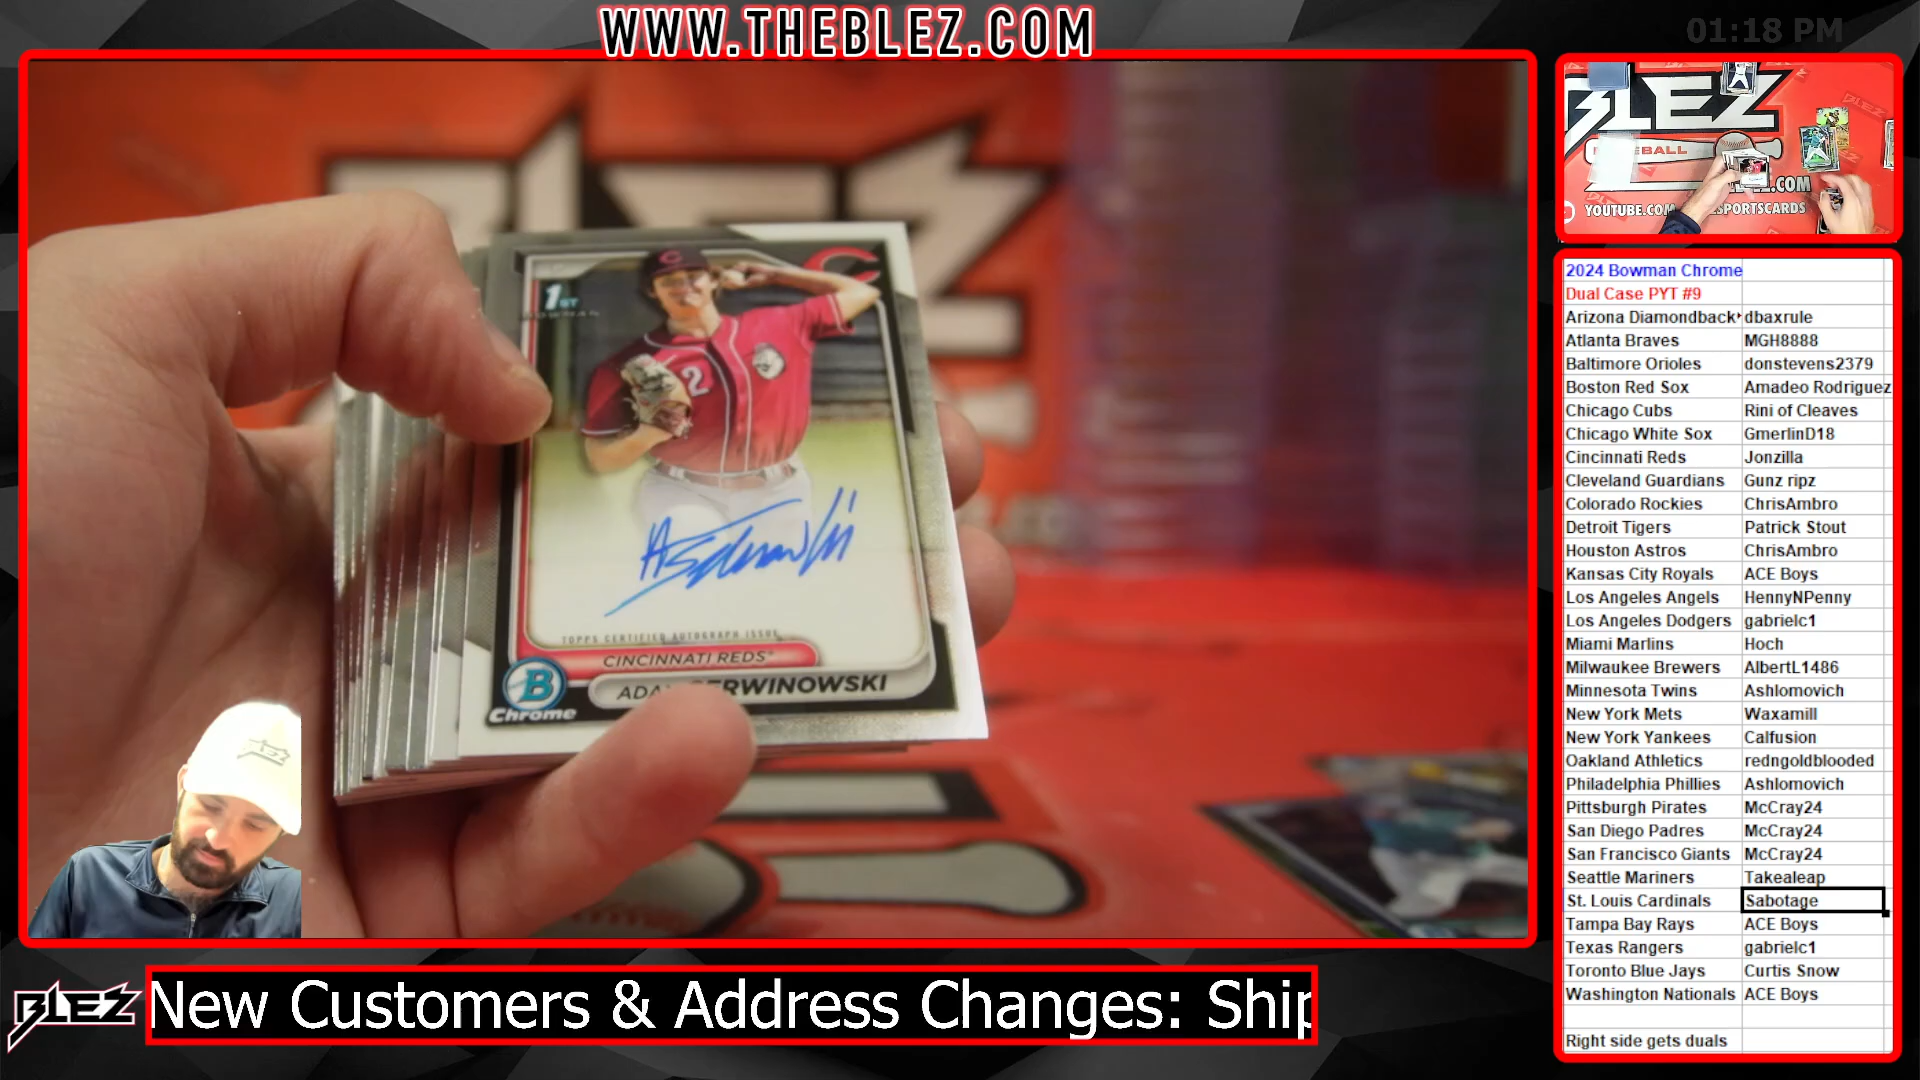 WWW.THEBLEZ.COM
01:18 PM
BLEZ
1ST
BOWMAN
C
2
TOPPS CERTIFIED AUTOGRAPH ISSUE
CINCINNATI REDS
B
Chrome
BLEZ
YOUTUBE.COM
2024 Bowman Chrome
Dual Case PYT #9
Arizona Diamondback dbaxrule
Atlanta Braves MGH8888
Baltimore Orioles donstevens2379
Boston Red Sox Amadeo Rodriguez
Chicago Cubs Rini of Cleaves
Chicago White Sox GmerlinD18
Cincinnati Reds Jonzilla
Cleveland Guardians Gunz ripz
Colorado Rockies ChrisAmbro
Detroit Tigers Patrick Stout
Houston Astros ChrisAmbro
Kansas City Royals ACE Boys
Los Angeles Angels HennyNPenny
Los Angeles Dodgers gabrielc1
Miami Marlins Hoch
Milwaukee Brewers AlbertL1486
Minnesota Twins Ashlomovich
New York Mets Waxamill
New York Yankees Calfusion
Oakland Athletics redngoldblooded
Philadelphia Phillies Ashlomovich
Pittsburgh Pirates McCray24
San Diego Padres McCray24
San Francisco Giants McCray24
Seattle Mariners Takealeap
St. Louis Cardinals Sabotage
Tampa Bay Rays ACE Boys
Texas Rangers gabrielc1
Toronto Blue Jays Curtis Snow
Washington Nationals ACE Boys
Right side gets duals
BLEZ
New Customers & Address Changes: Ship